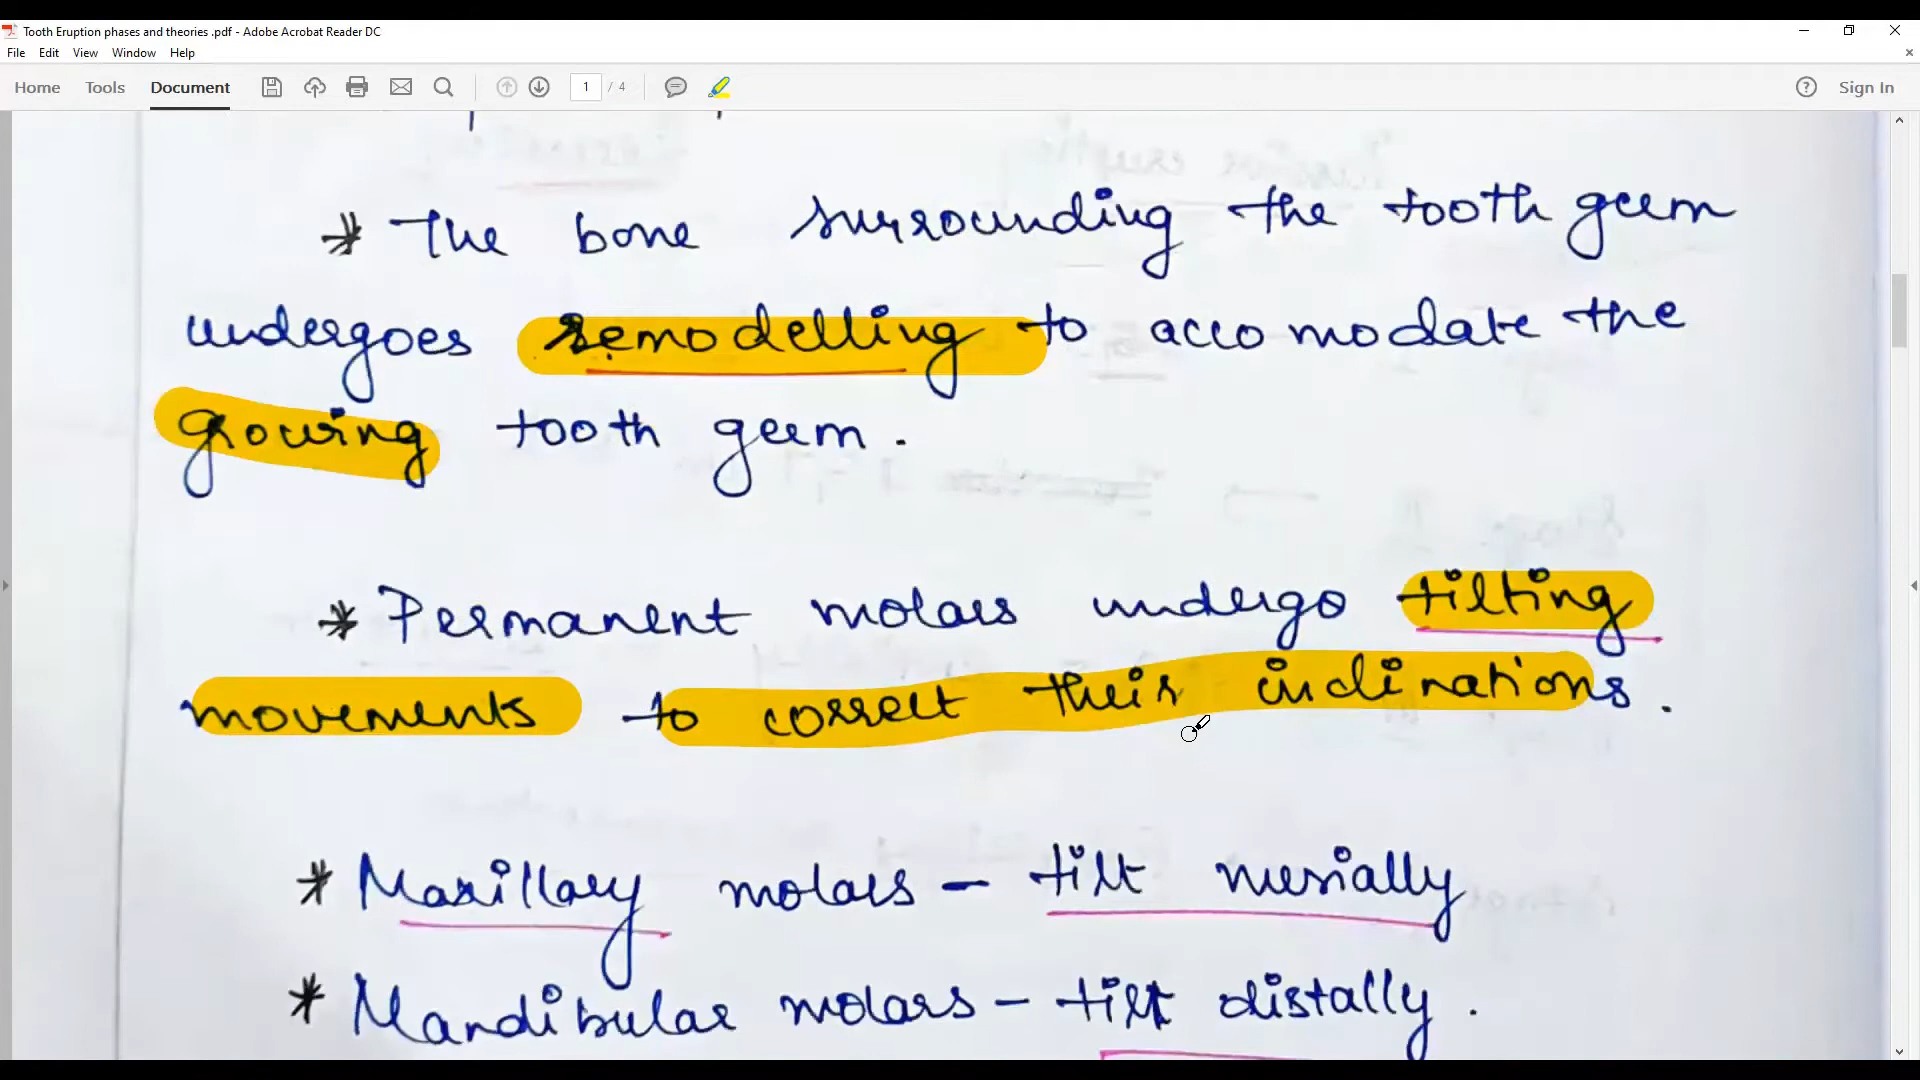 Tooth Eruption phases and theories .pdf - Adobe Acrobat Reader DC
File Edit View Window Help
Home Tools Document 1 / 4 Sign In
* The bone surrounding the tooth germ
undergoes remodelling to accomodate the
growing tooth germ.
* Permanent molars undergo tilting
movements to correct their inclinations.
* Maxillary molars - tilt mesially
* Mandibular molars - tilt distally.